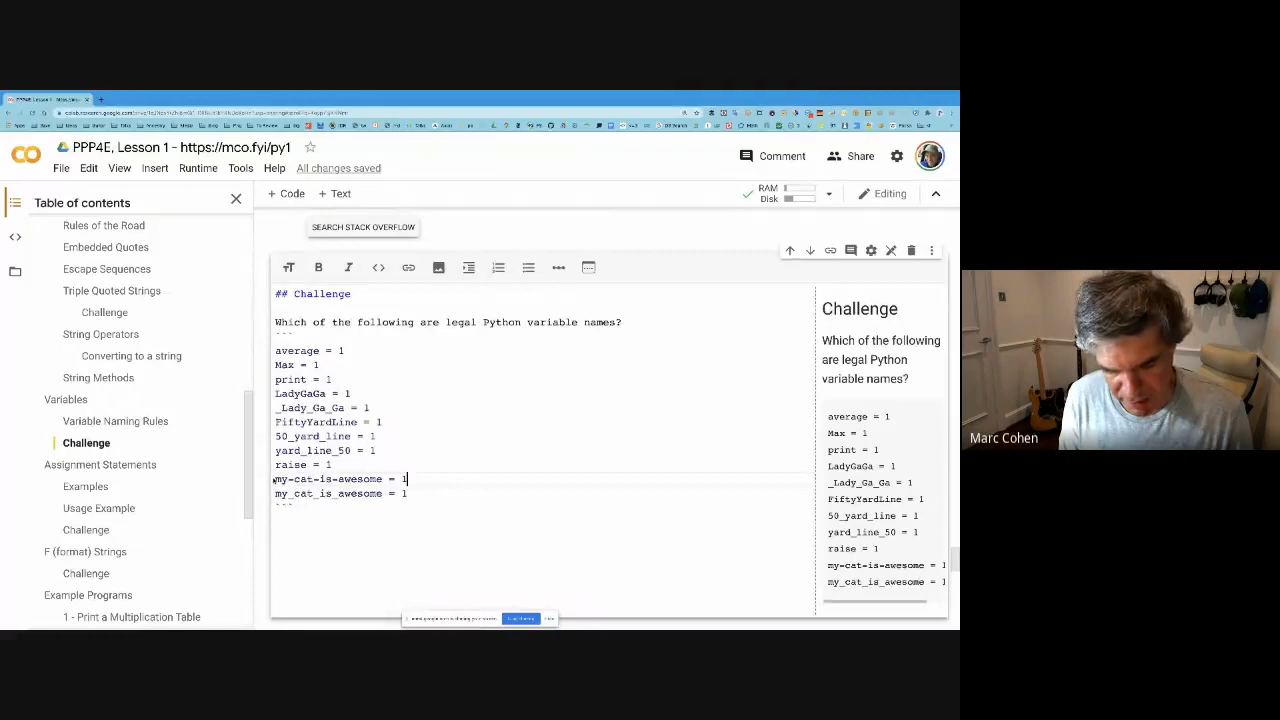 PPP4E, Lesson 1 - https://mco.fyi/py1
File Edit View Insert Runtime Tools Help All changes saved
Comment Share
+ Code + Text
RAM
Disk
Editing
Table of contents
Rules of the Road
Embedded Quotes
Escape Sequences
Triple Quoted Strings
Challenge
String Operators
Converting to a string
String Methods
Variables
Variable Naming Rules
Challenge
Assignment Statements
Examples
Usage Example
Challenge
F (format) Strings
Challenge
Example Programs
1 - Print a Multiplication Table
SEARCH STACK OVERFLOW
## Challenge
Which of the following are legal Python variable names?
```
average = 1
Max = 1
print = 1
LadyGaGa = 1
_Lady_Ga_Ga = 1
FiftyYardLine = 1
50_yard_line = 1
yard_line_50 = 1
raise = 1
my-cat-is-awesome = 1
my_cat_is_awesome = 1
```
Challenge
Which of the following
are legal Python
variable names?
average = 1
Max = 1
print = 1
LadyGaGa = 1
_Lady_Ga_Ga = 1
FiftyYardLine = 1
50_yard_line = 1
yard_line_50 = 1
raise = 1
my-cat-is-awesome = 1
my_cat_is_awesome = 1
Marc Cohen